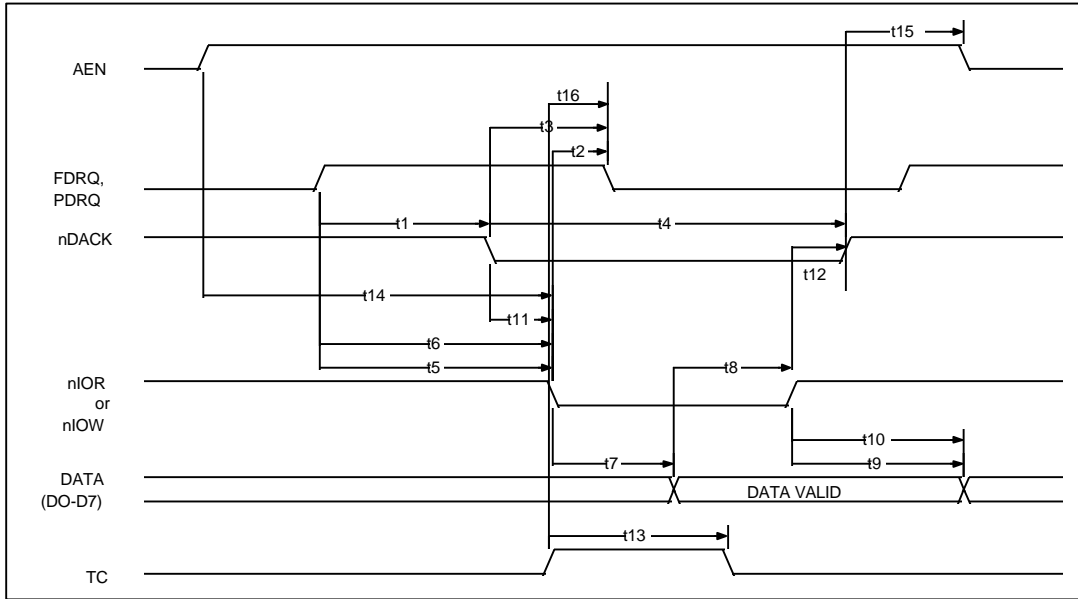 t15
AEN
t16
t3
t2
FDRQ,
PDRQ
t1
t4
nDACK
t12
t14
t11
t6
t5
t8
nIOR
or
nIOW
t10
t7
t9
DATA
(DO-D7)
DATA VALID
t13
TC